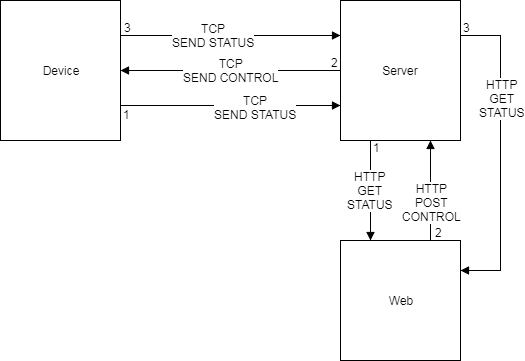 3
TCP
SEND STATUS
3
Device
TCP
SEND CONTROL
2
Server
HTTP
GET
STATUS
TCP
SEND STATUS
1
1
HTTP
GET
STATUS
HTTP
POST
CONTROL
2
Web